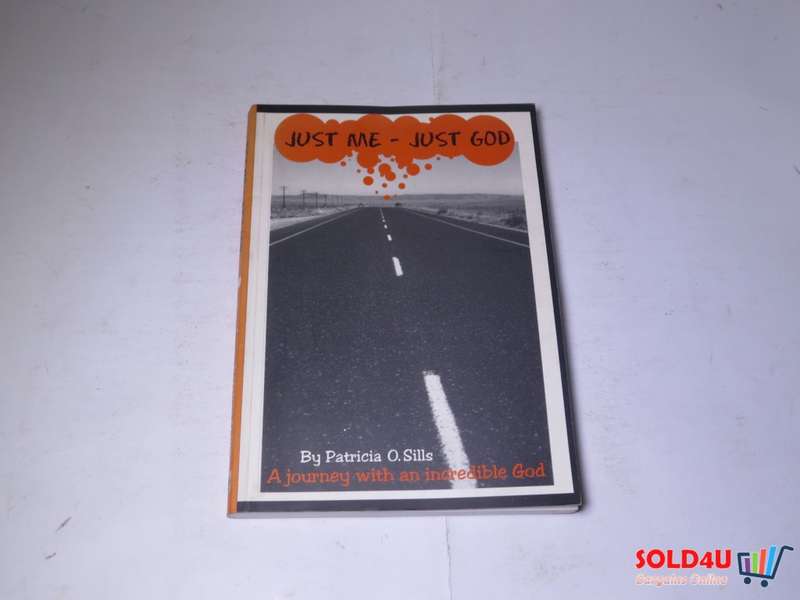 JUST ME - JUST GOD
By Patricia O. Sills
A journey with an incredible God
SOLD4U
Bargains Online